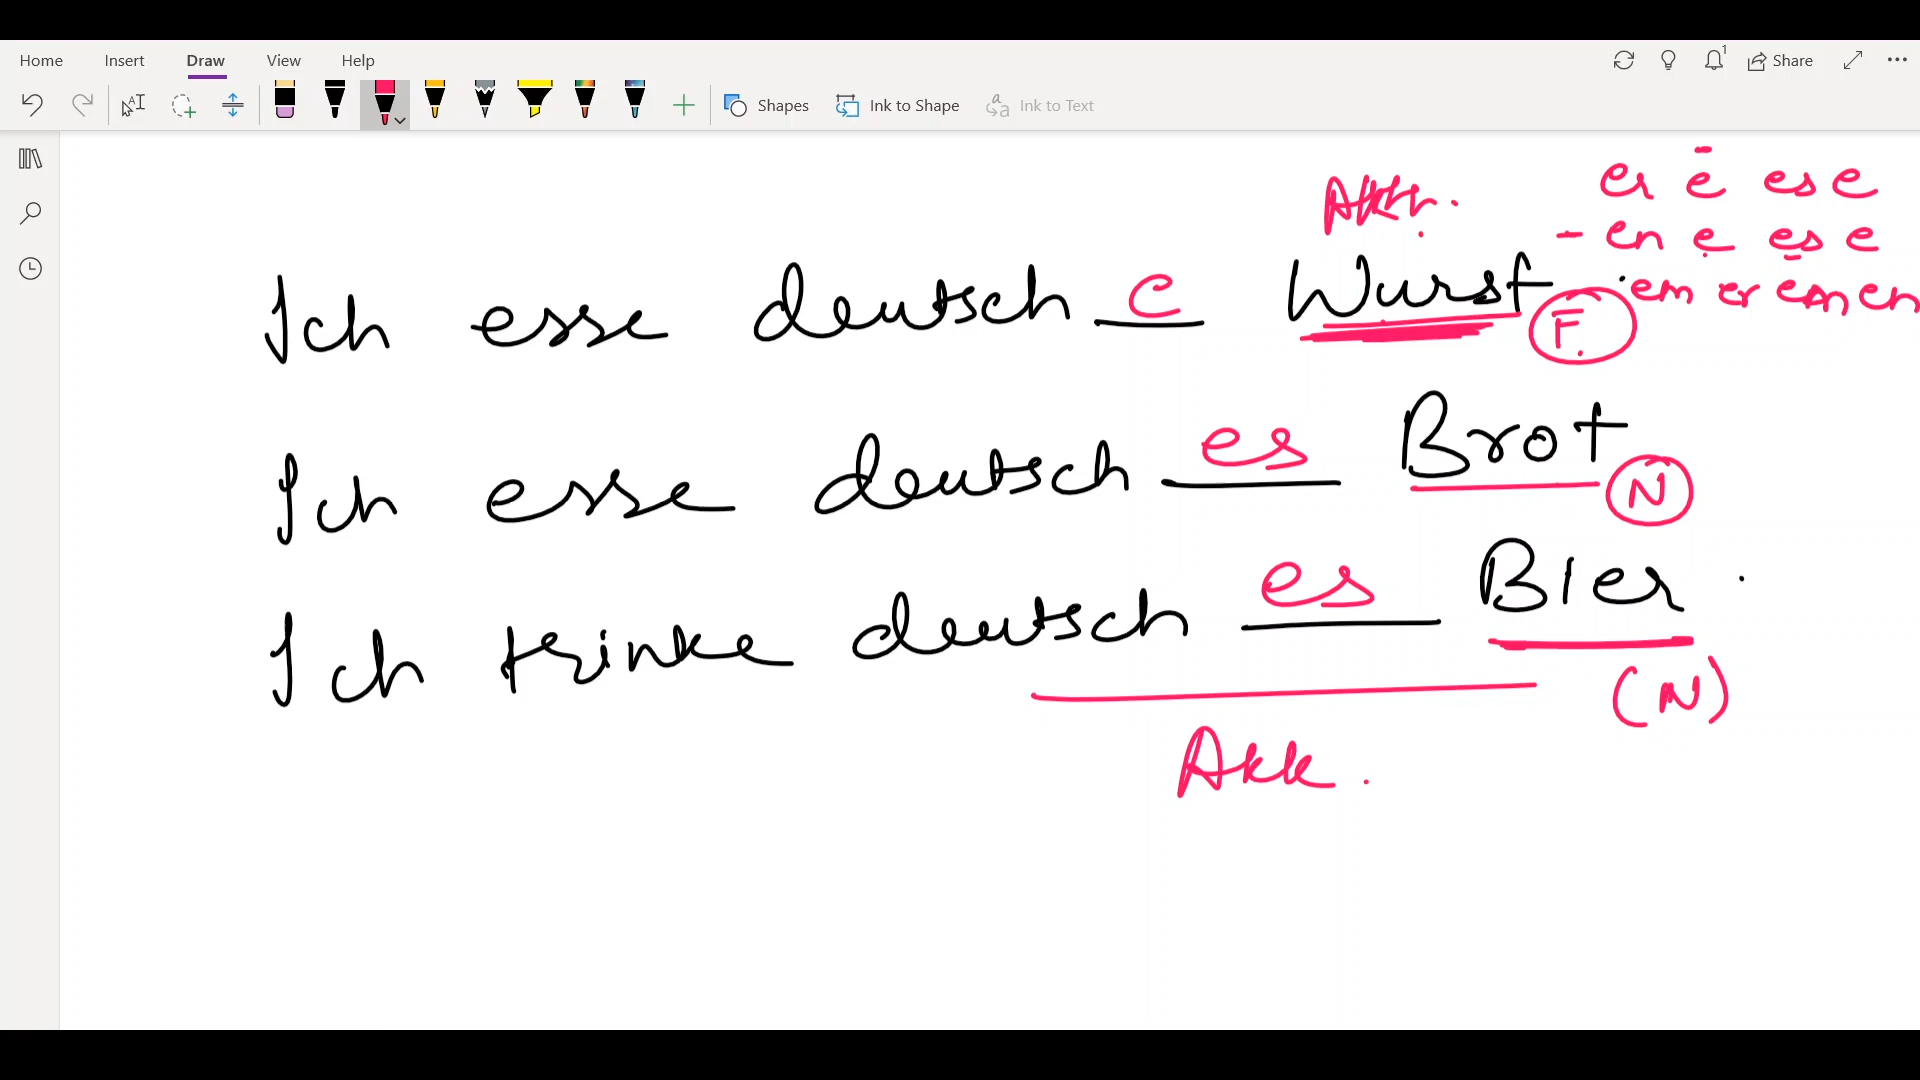 Home Insert Draw View Help 1 Share
Shapes Ink to Shape Ink to Text
er e es e
Akk.
- en e es e
em er em en
Ich esse deutsch e Wurst
F.
Ich esse deutsch es Brot
N
Ich trinke deutsch es Bier.
(N)
Akk.